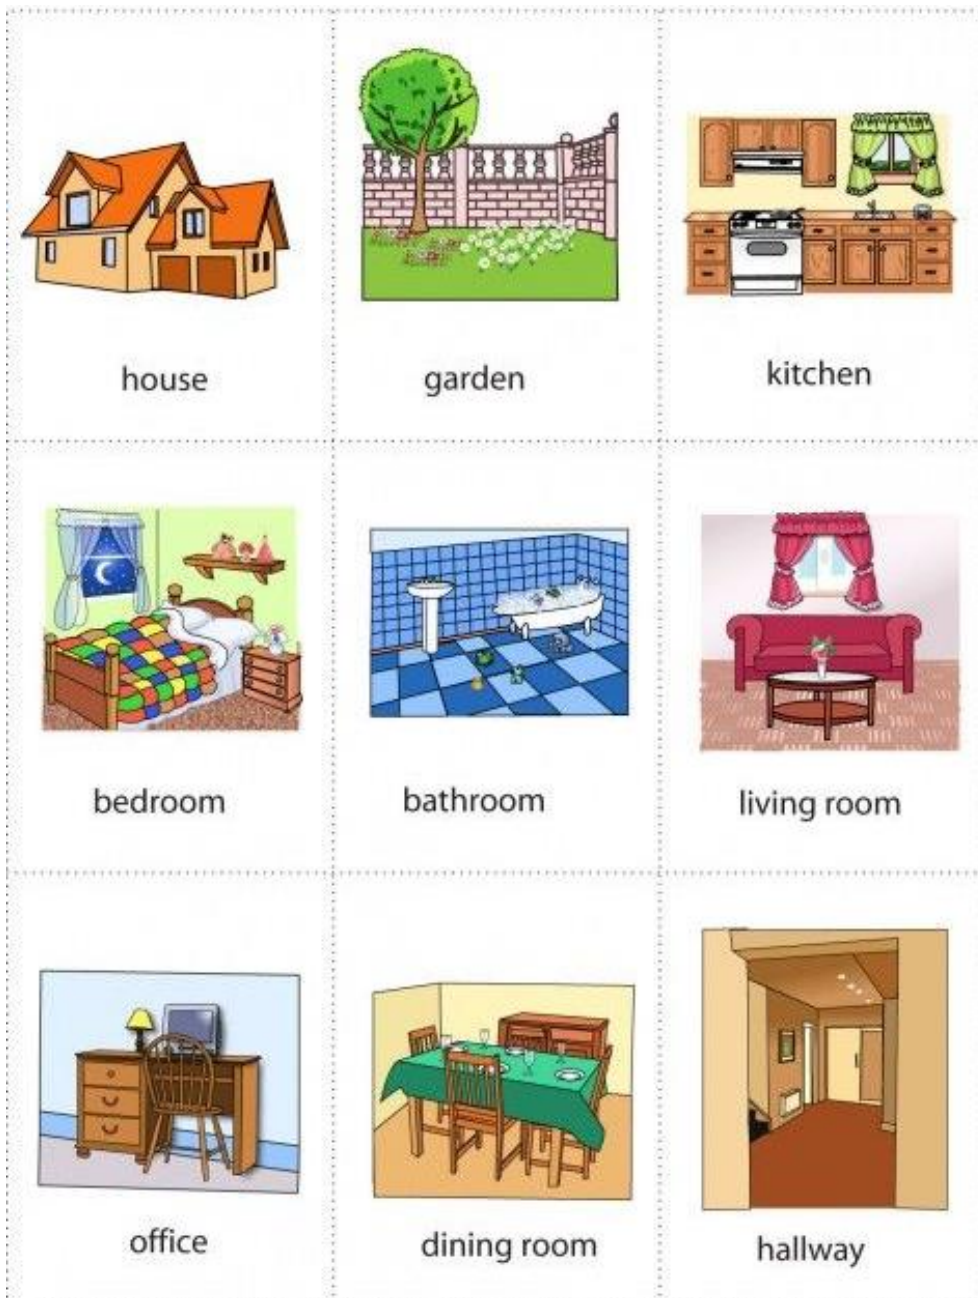 house
garden
kitchen
bedroom
bathroom
living room
office
dining room
hallway